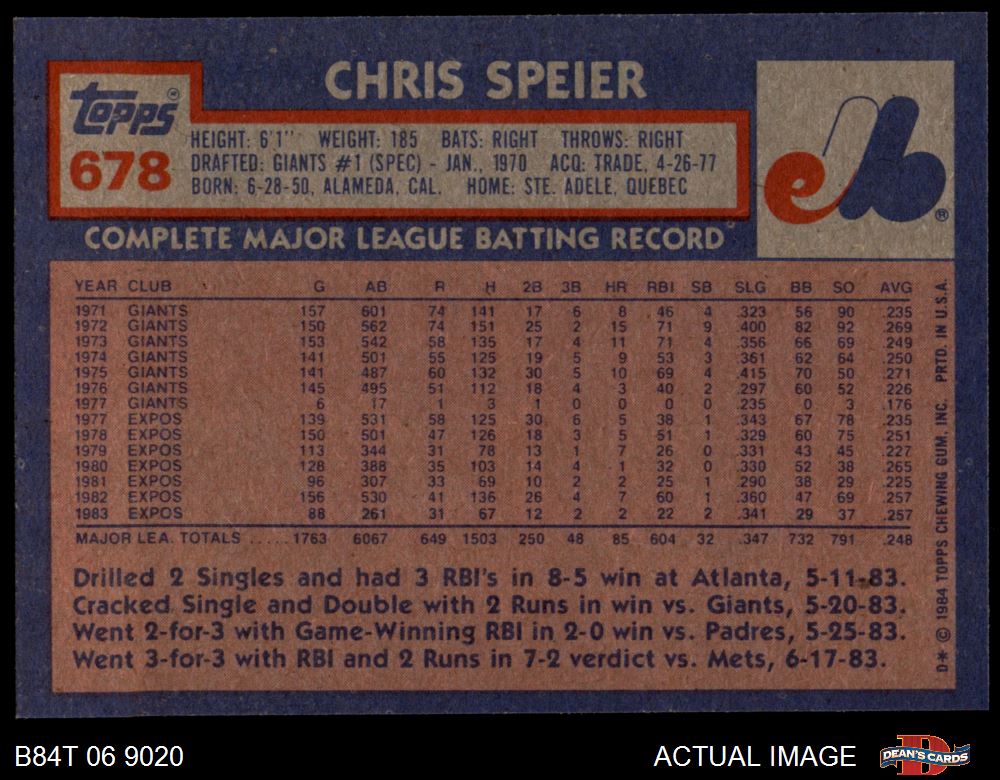 CHRIS SPEIER
TOPPS®
678
HEIGHT: 6'1" WEIGHT: 185 BATS: RIGHT THROWS: RIGHT
DRAFTED: GIANTS #1 (SPEC) - JAN., 1970 ACQ: TRADE, 4-26-77
BORN: 6-28-50, ALAMEDA, CAL. HOME: STE. ADELE, QUEBEC
eb®
COMPLETE MAJOR LEAGUE BATTING RECORD
YEAR CLUB G AB R H 2B 3B HR RBI SB SLG BB SO AVG
1971 GIANTS 157 601 74 141 17 6 8 46 4 .323 56 90 .235
1972 GIANTS 150 562 74 151 25 2 15 71 9 .400 82 92 .269
1973 GIANTS 153 542 58 135 17 4 11 71 4 .356 66 69 .249
1974 GIANTS 141 501 55 125 19 5 9 53 3 .361 62 64 .250
1975 GIANTS 141 487 60 132 30 5 10 69 4 .415 70 50 .271
1976 GIANTS 145 495 51 112 18 4 3 40 2 .297 60 52 .226
1977 GIANTS 6 17 1 3 1 0 0 0 0 .235 0 3 .176
1977 EXPOS 139 531 58 125 30 6 5 38 1 .343 67 78 .235
1978 EXPOS 150 501 47 126 18 3 5 51 1 .329 60 75 .251
1979 EXPOS 113 344 31 78 13 1 7 26 0 .331 43 45 .227
1980 EXPOS 128 388 35 103 14 4 1 32 0 .330 52 38 .265
1981 EXPOS 96 307 33 69 10 2 2 25 1 .290 38 29 .225
1982 EXPOS 156 530 41 136 26 4 7 60 1 .360 47 69 .257
1983 EXPOS 88 261 31 67 12 2 2 22 2 .341 29 37 .257
MAJOR LEA. TOTALS ..... 1763 6067 649 1503 250 48 85 604 32 .347 732 791 .248
Drilled 2 Singles and had 3 RBI's in 8-5 win at Atlanta, 5-11-83.
Cracked Single and Double with 2 Runs in win vs. Giants, 5-20-83.
Went 2-for-3 with Game-Winning RBI in 2-0 win vs. Padres, 5-25-83.
Went 3-for-3 with RBI and 2 Runs in 7-2 verdict vs. Mets, 6-17-83.
D* © 1984 TOPPS CHEWING GUM, INC. PRTD. IN U.S.A.
B84T 06 9020
ACTUAL IMAGE
D
DEAN'S CARDS